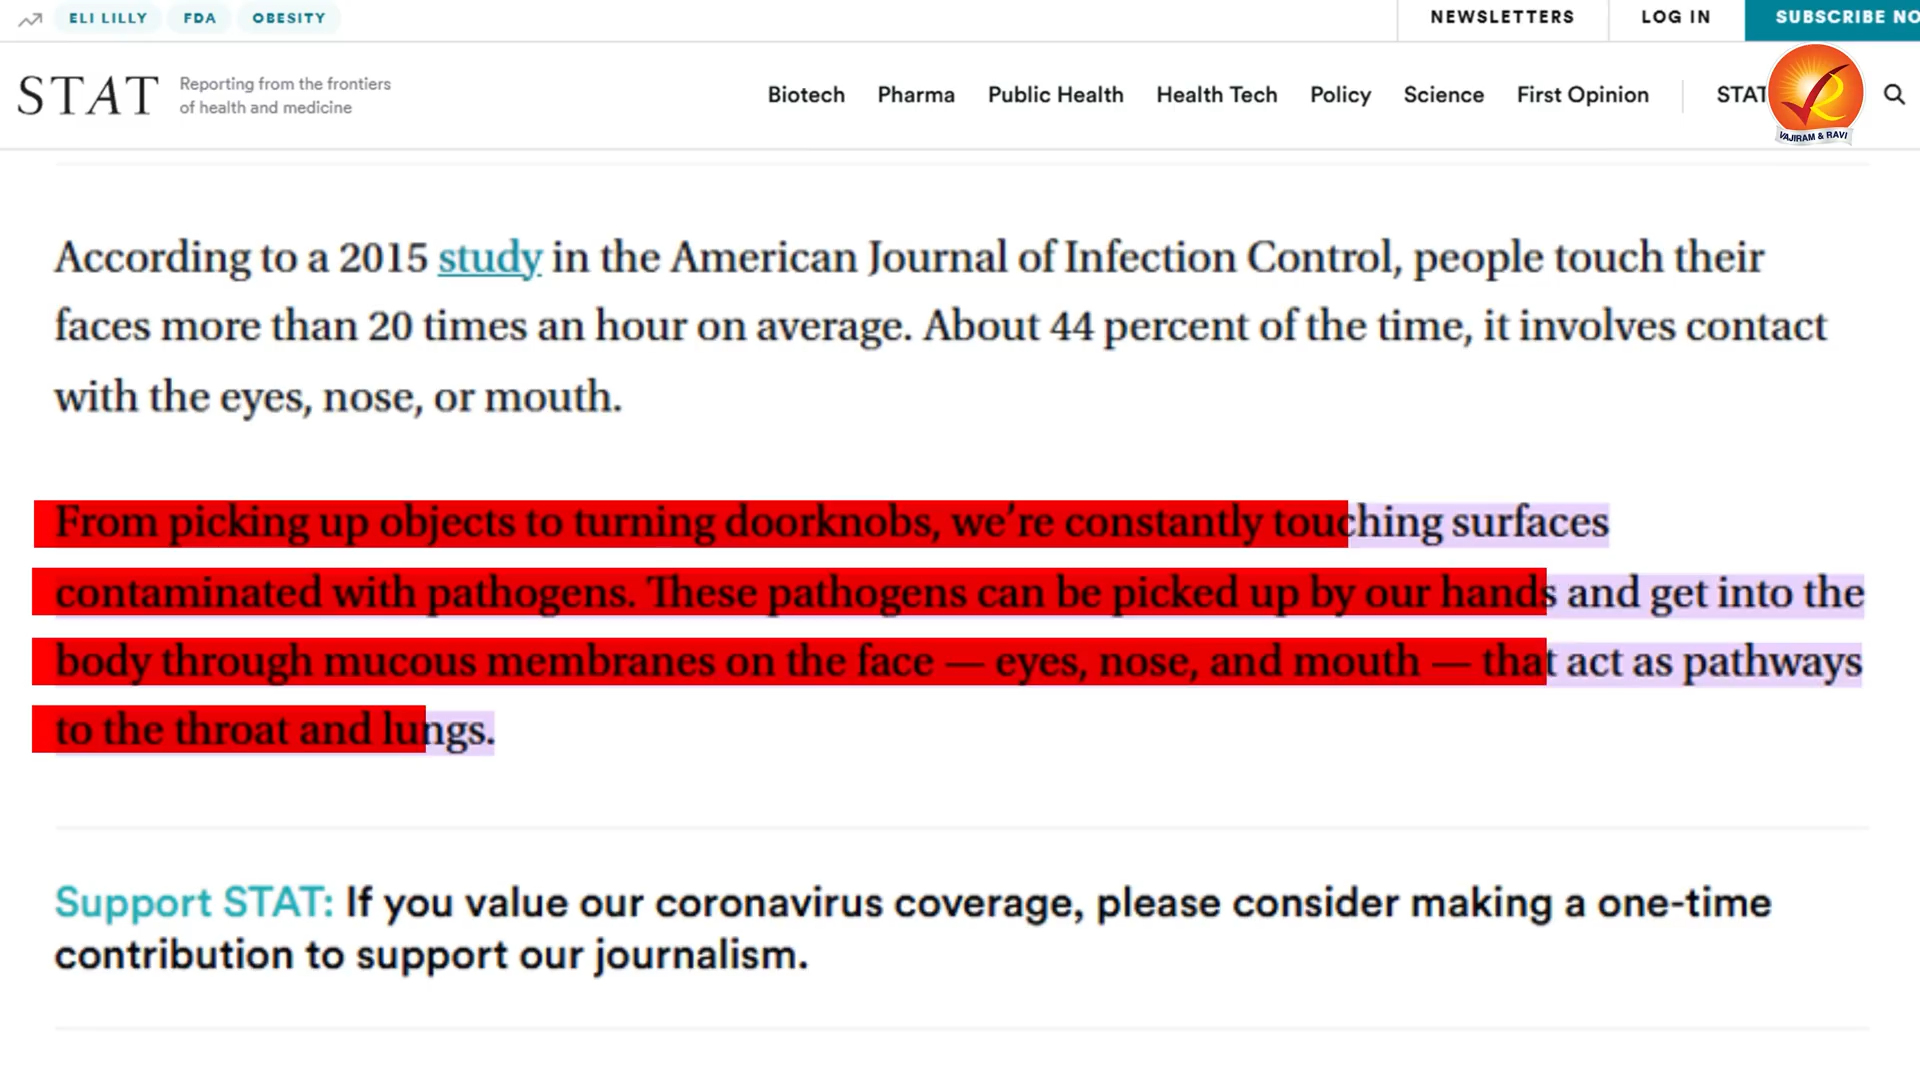 ELI LILLY FDA OBESITY NEWSLETTERS LOG IN SUBSCRIBE NO
STAT Reporting from the frontiers
of health and medicine
Biotech Pharma Public Health Health Tech Policy Science First Opinion STAT
VAJIRAM & RAVI
According to a 2015 study in the American Journal of Infection Control, people touch their
faces more than 20 times an hour on average. About 44 percent of the time, it involves contact
with the eyes, nose, or mouth.
From picking up objects to turning doorknobs, we’re constantly touching surfaces
contaminated with pathogens. These pathogens can be picked up by our hands and get into the
body through mucous membranes on the face — eyes, nose, and mouth — that act as pathways
to the throat and lungs.
Support STAT: If you value our coronavirus coverage, please consider making a one-time
contribution to support our journalism.